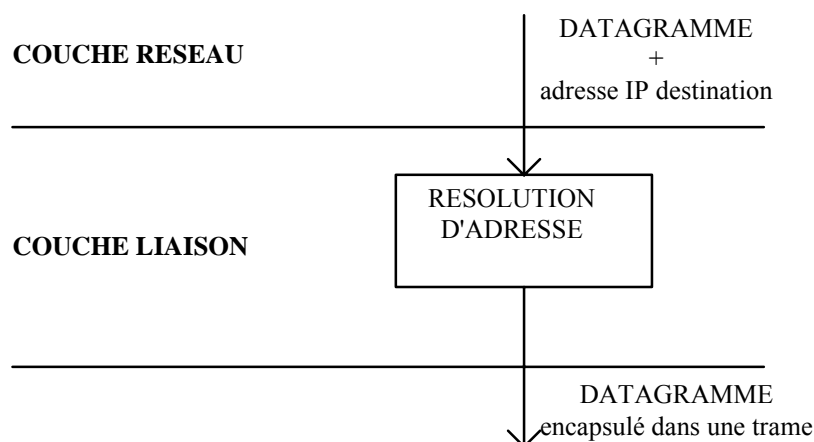 COUCHE RESEAU
DATAGRAMME
+
adresse IP destination
RESOLUTION
D'ADRESSE
COUCHE LIAISON
DATAGRAMME
encapsulé dans une trame